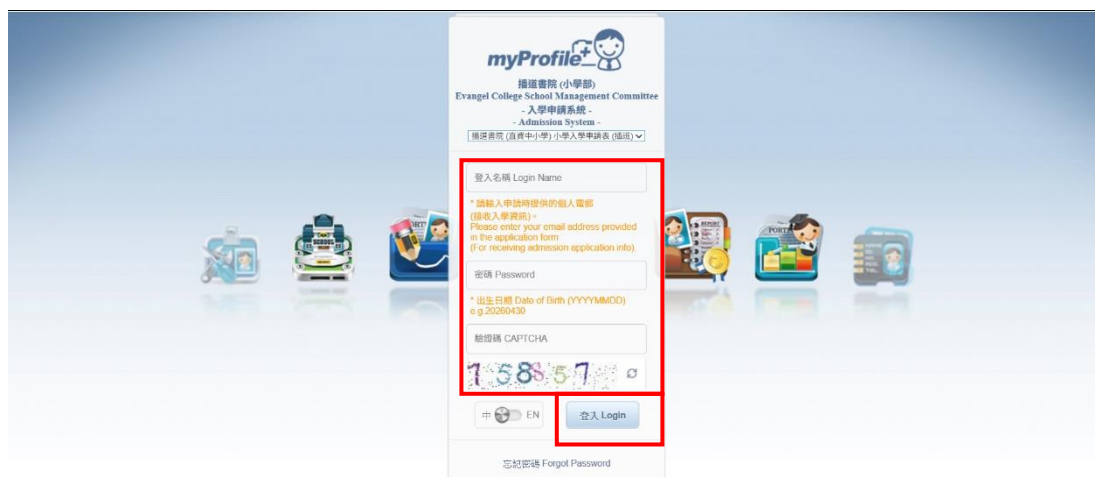 myProfile+
播道書院 (小學部)
Evangel College School Management Committee
- 入學申請系統 -
- Admission System -
播道書院 (直資中小學) 小學入學申請表 (插班)
登入名稱 Login Name
* 請輸入申請時提供的個人電郵
(接收入學資訊)。
Please enter your email address provided
in the application form
(For receiving admission application info).
密碼 Password
* 出生日期 Date of Birth (YYYYMMDD)
e.g.20260430
驗證碼 CAPTCHA
中 EN
登入 Login
忘記密碼 Forgot Password
SCHOOL
REPORT